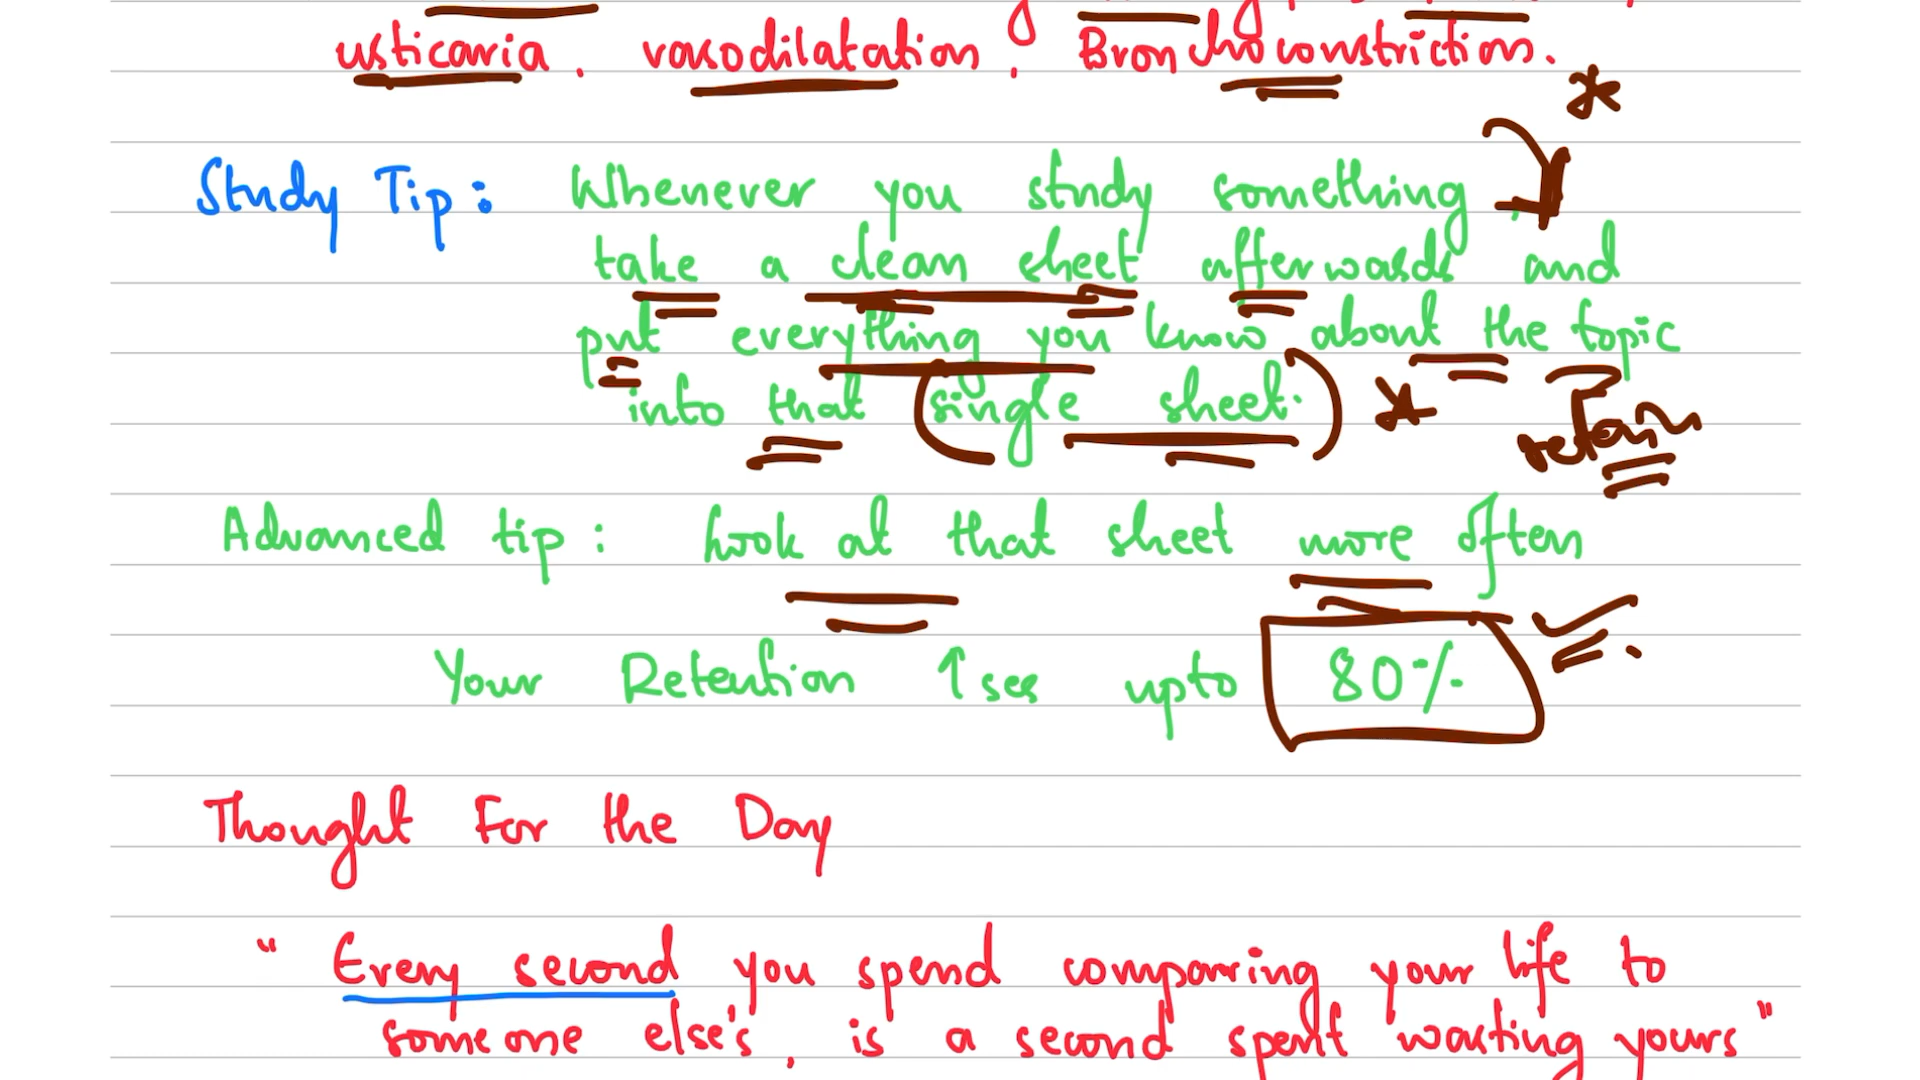 usticaria, vasodilatation, Bronchoconstriction.
Study Tip: Whenever you study something,
take a clean sheet afterwards and
put everything you know about the topic
into that single sheet.
retain
Advanced tip: Look at that sheet more often
Your Retention ↑ses upto 80%
Thought For the Day
"Every second you spend comparing your life to
someone else's, is a second spent wasting yours"